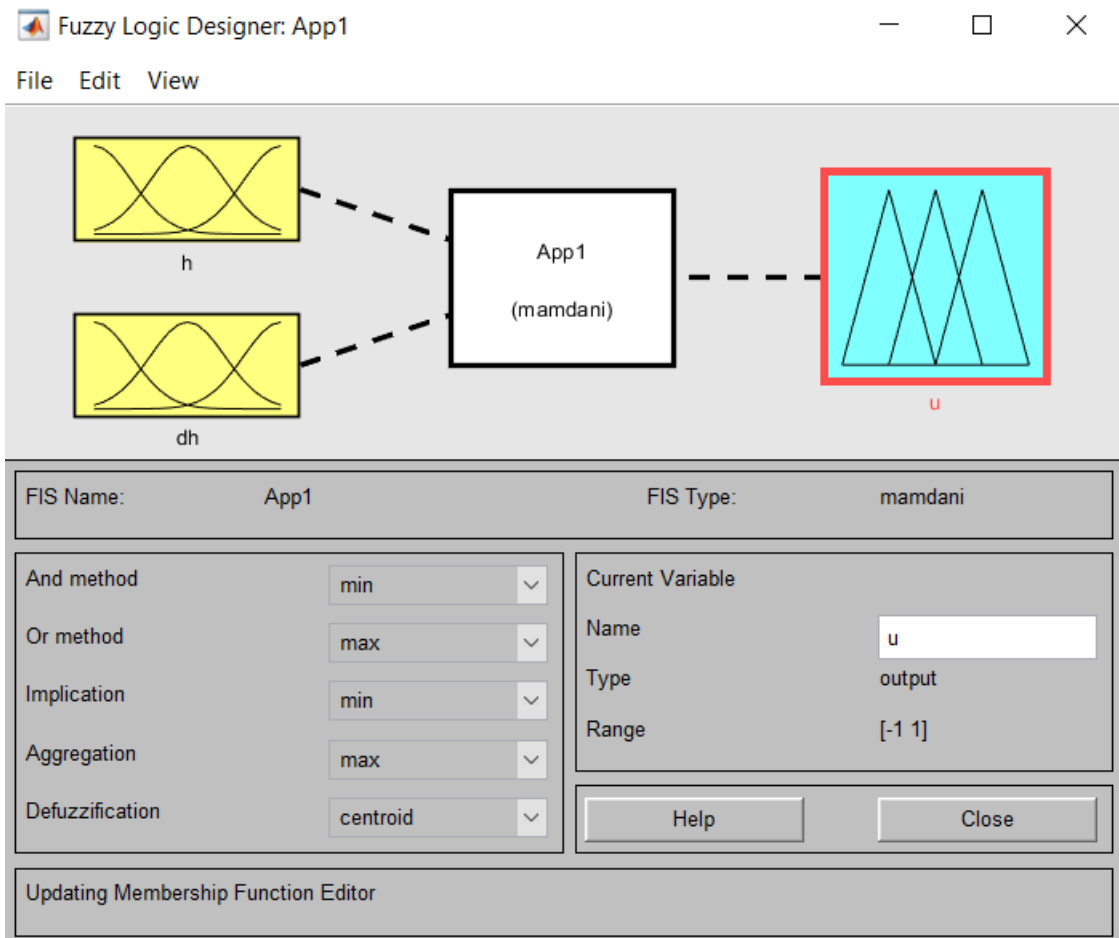 Fuzzy Logic Designer: App1
File Edit View
h
dh
App1
(mamdani)
u
FIS Name: App1 FIS Type: mamdani
And method min
Or method max
Implication min
Aggregation max
Defuzzification centroid
Current Variable
Name u
Type output
Range [-1 1]
Help Close
Updating Membership Function Editor